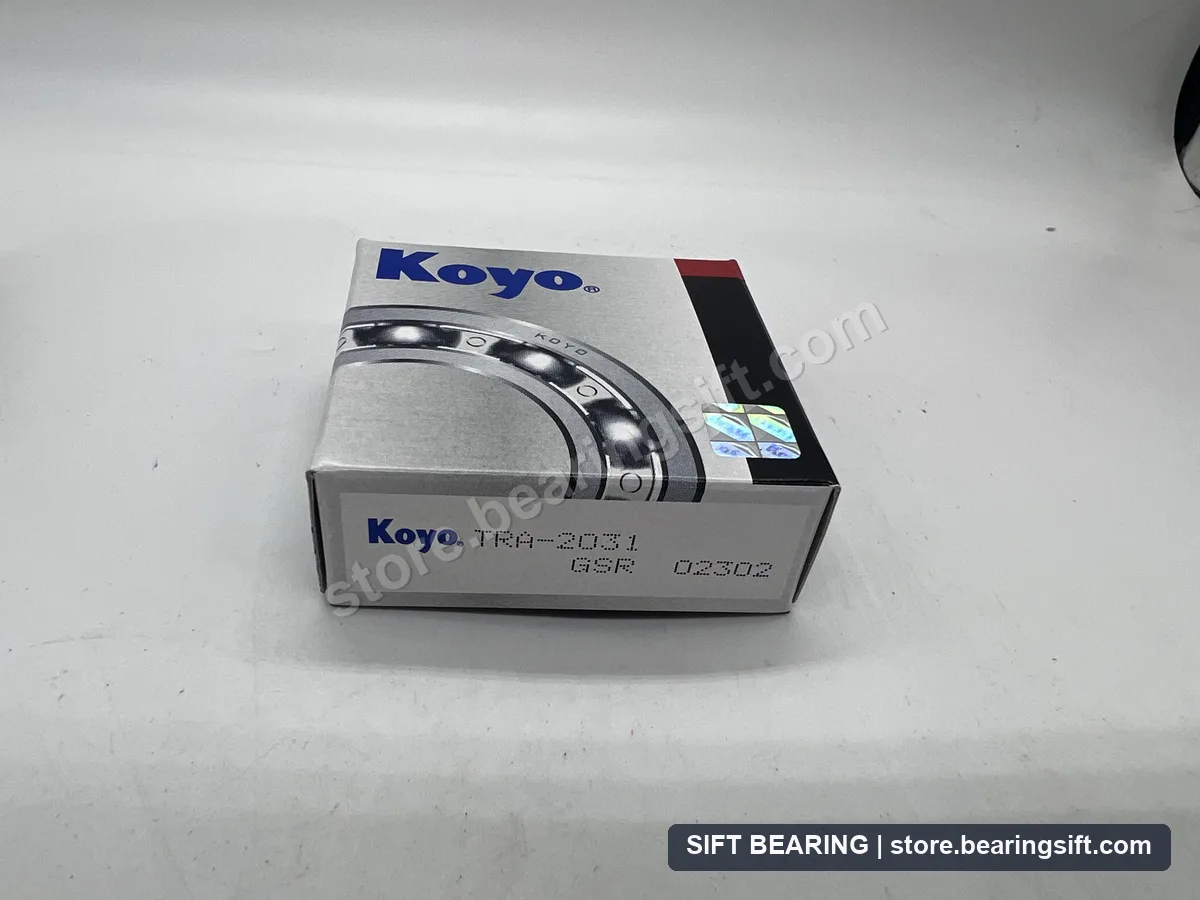 Koyo®
KOYO
store.bearingsift.com
Koyo® TRA-2031
GSR 02302
SIFT BEARING | store.bearingsift.com